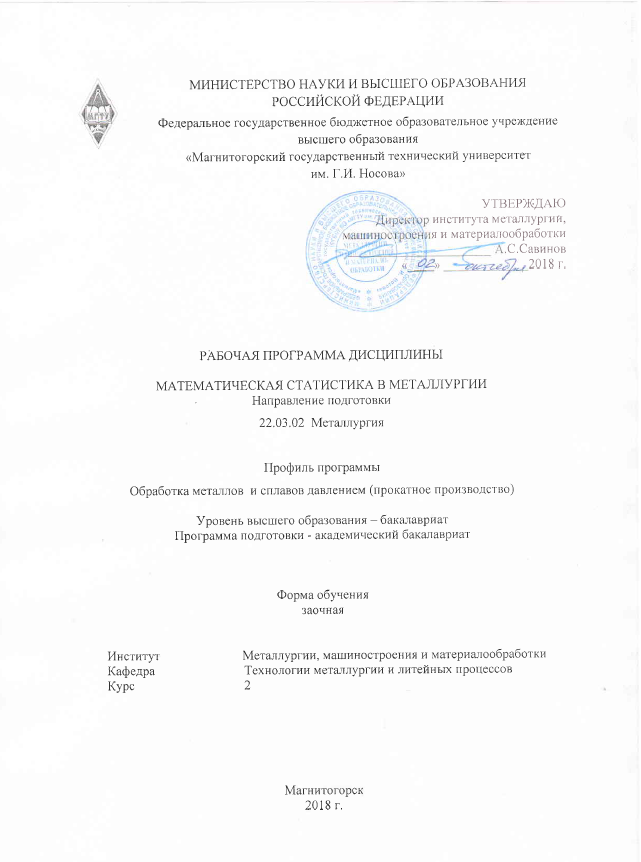 МИНИСТЕРСТВО НАУКИ И ВЫСШЕГО ОБРАЗОВАНИЯ
РОССИЙСКОЙ ФЕДЕРАЦИИ
Федеральное государственное бюджетное образовательное учреждение
высшего образования
«Магнитогорский государственный технический университет
им. Г.И. Носова»
УТВЕРЖДАЮ
Директор института металлургии,
машиностроения и материалообработки
А.С.Савинов
«02» октября 2018 г.
РАБОЧАЯ ПРОГРАММА ДИСЦИПЛИНЫ
МАТЕМАТИЧЕСКАЯ СТАТИСТИКА В МЕТАЛЛУРГИИ
Направление подготовки
22.03.02 Металлургия
Профиль программы
Обработка металлов и сплавов давлением (прокатное производство)
Уровень высшего образования – бакалавриат
Программа подготовки - академический бакалавриат
Форма обучения
заочная
Институт Металлургии, машиностроения и материалообработки
Кафедра Технологии металлургии и литейных процессов
Курс 2
Магнитогорск
2018 г.